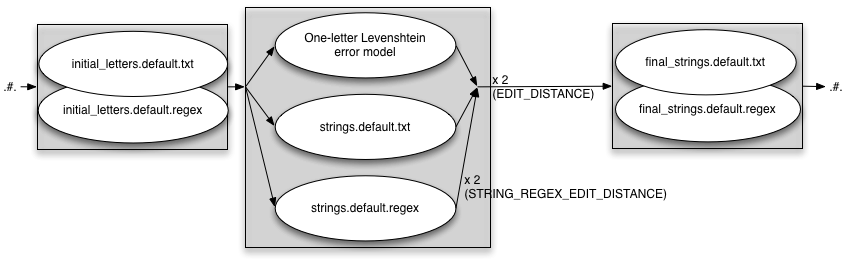 .#.
initial_letters.default.txt
initial_letters.default.regex
One-letter Levenshtein
error model
strings.default.txt
strings.default.regex
x 2
(EDIT_DISTANCE)
x 2
(STRING_REGEX_EDIT_DISTANCE)
final_strings.default.txt
final_strings.default.regex
.#.